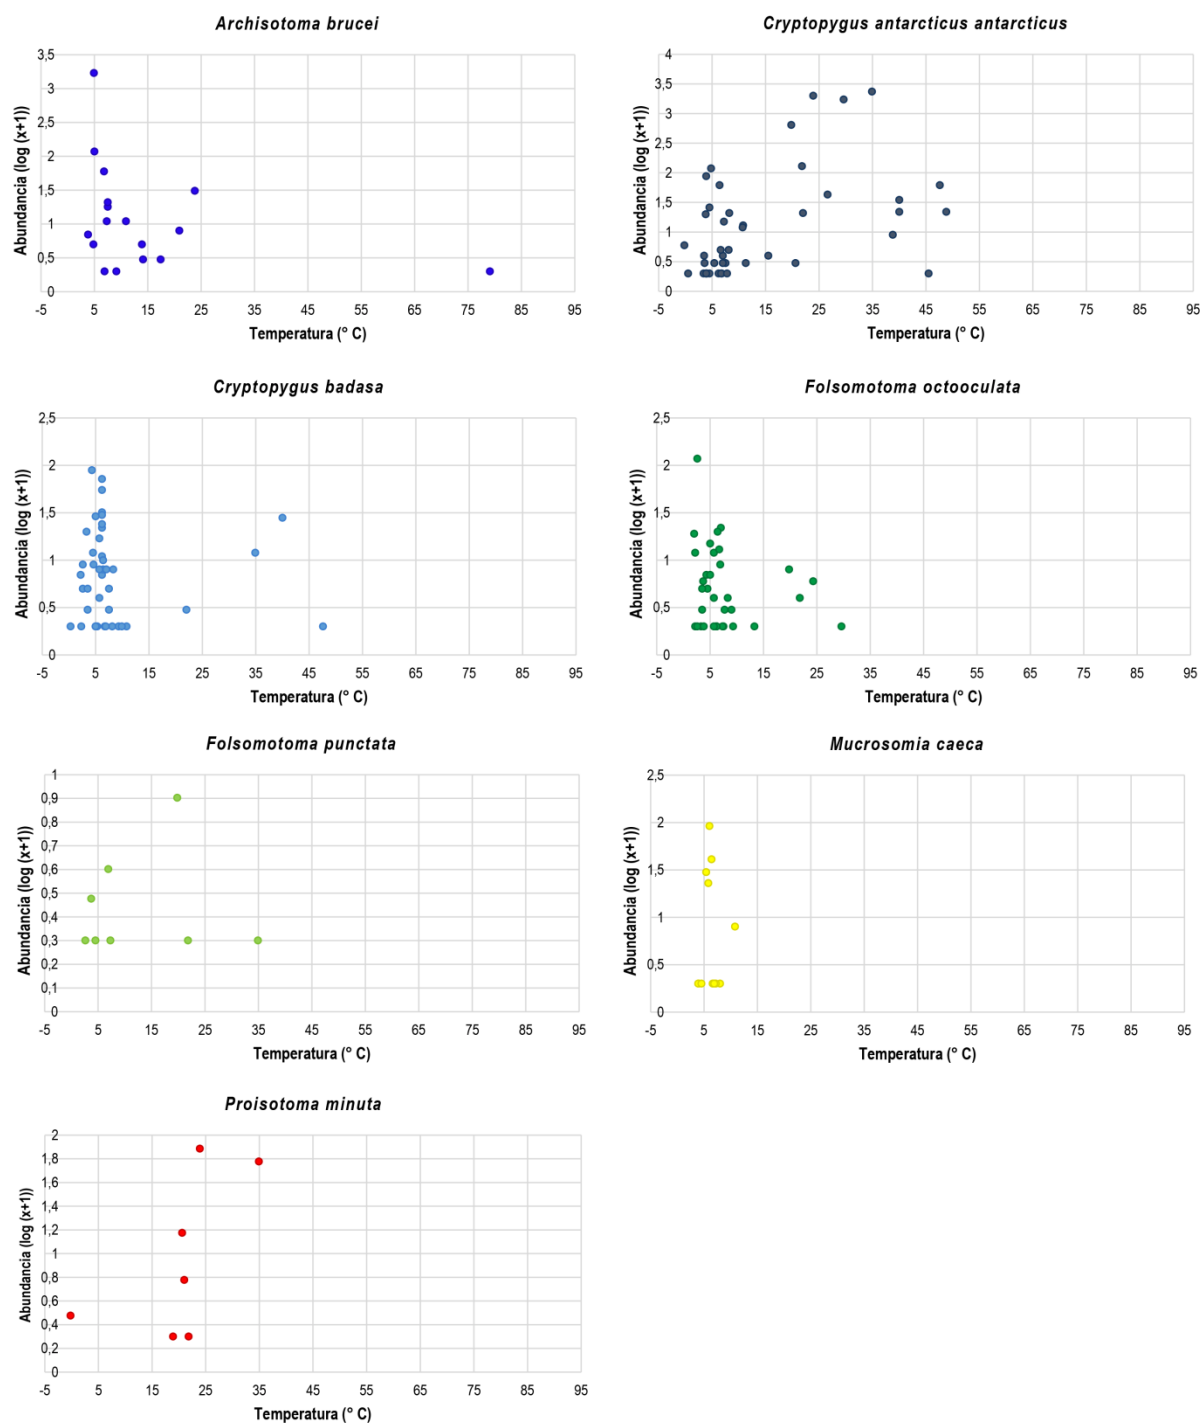 Archisotoma brucei
Abundancia (log (x+1))
3,5
3
2,5
2
1,5
1
0,5
0
-5 5 15 25 35 45 55 65 75 85 95
Temperatura (° C)
Cryptopygus antarcticus antarcticus
Abundancia (log (x+1))
4
3,5
3
2,5
2
1,5
1
0,5
0
-5 5 15 25 35 45 55 65 75 85 95
Temperatura (° C)
Cryptopygus badasa
Abundancia (log (x+1))
2,5
2
1,5
1
0,5
0
-5 5 15 25 35 45 55 65 75 85 95
Temperatura (° C)
Folsomotoma octooculata
Abundancia (log (x+1))
2,5
2
1,5
1
0,5
0
-5 5 15 25 35 45 55 65 75 85 95
Temperatura (° C)
Folsomotoma punctata
Abundancia (log (x+1))
1
0,9
0,8
0,7
0,6
0,5
0,4
0,3
0,2
0,1
0
-5 5 15 25 35 45 55 65 75 85 95
Temperatura (° C)
Mucrosomia caeca
Abundancia (log (x+1))
2,5
2
1,5
1
0,5
0
-5 5 15 25 35 45 55 65 75 85 95
Temperatura (° C)
Proisotoma minuta
Abundancia (log (x+1))
2
1,8
1,6
1,4
1,2
1
0,8
0,6
0,4
0,2
0
-5 5 15 25 35 45 55 65 75 85 95
Temperatura (° C)